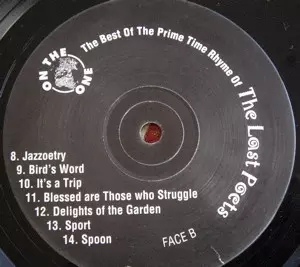 ON THE ONE
The Best Of The Prime Time Rhyme Of The Last Poets
8. Jazzoetry
9. Bird's Word
10. It's a Trip
11. Blessed are Those who Struggle
12. Delights of the Garden
13. Sport
14. Spoon
FACE B